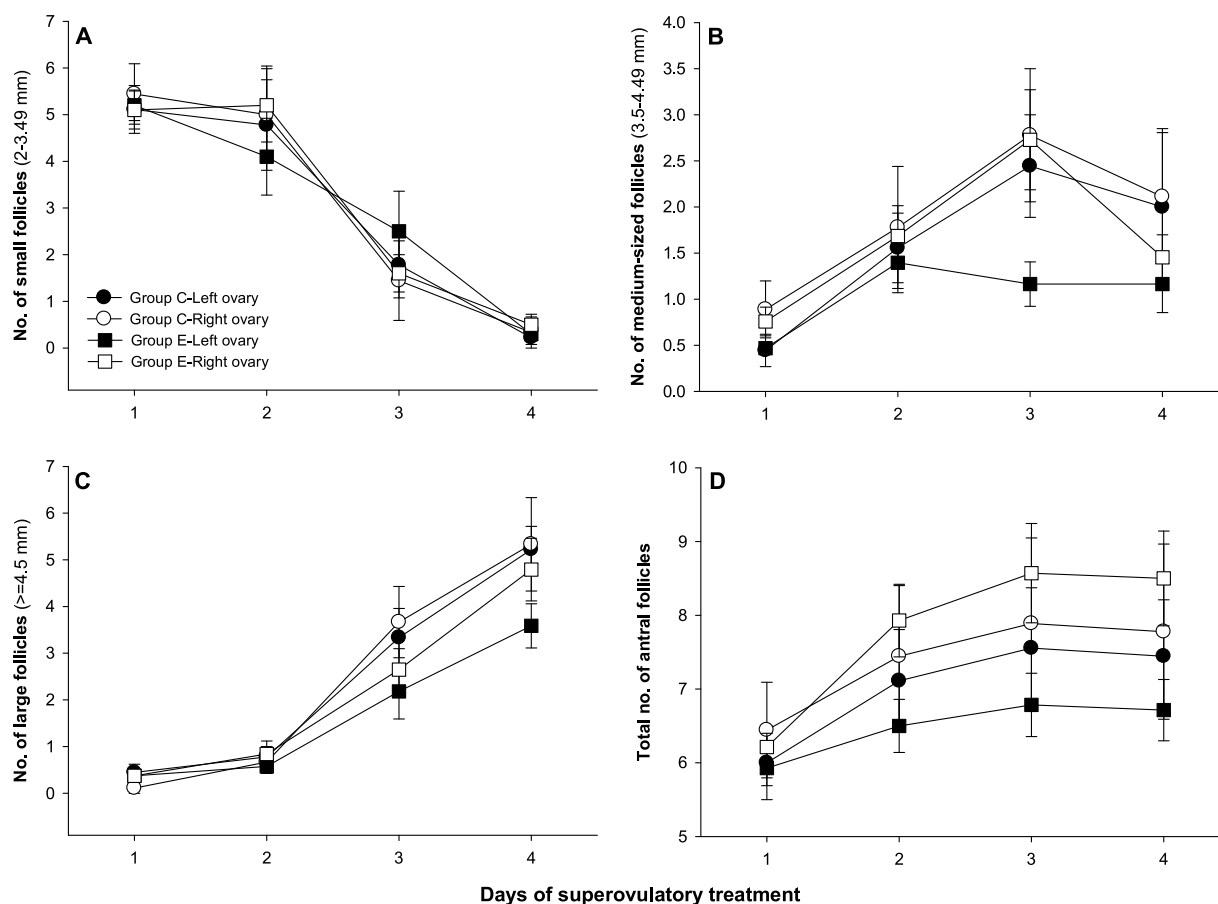 A
No. of small follicles (2-3.49 mm)
7
6
5
4
3
2
1
0
Group C-Left ovary
Group C-Right ovary
Group E-Left ovary
Group E-Right ovary
1 2 3 4
B
No. of medium-sized follicles (3.5-4.49 mm)
4.0
3.5
3.0
2.5
2.0
1.5
1.0
0.5
0.0
1 2 3 4
C
No. of large follicles (>=4.5 mm)
7
6
5
4
3
2
1
0
1 2 3 4
D
Total no. of antral follicles
10
9
8
7
6
5
1 2 3 4
Days of superovulatory treatment